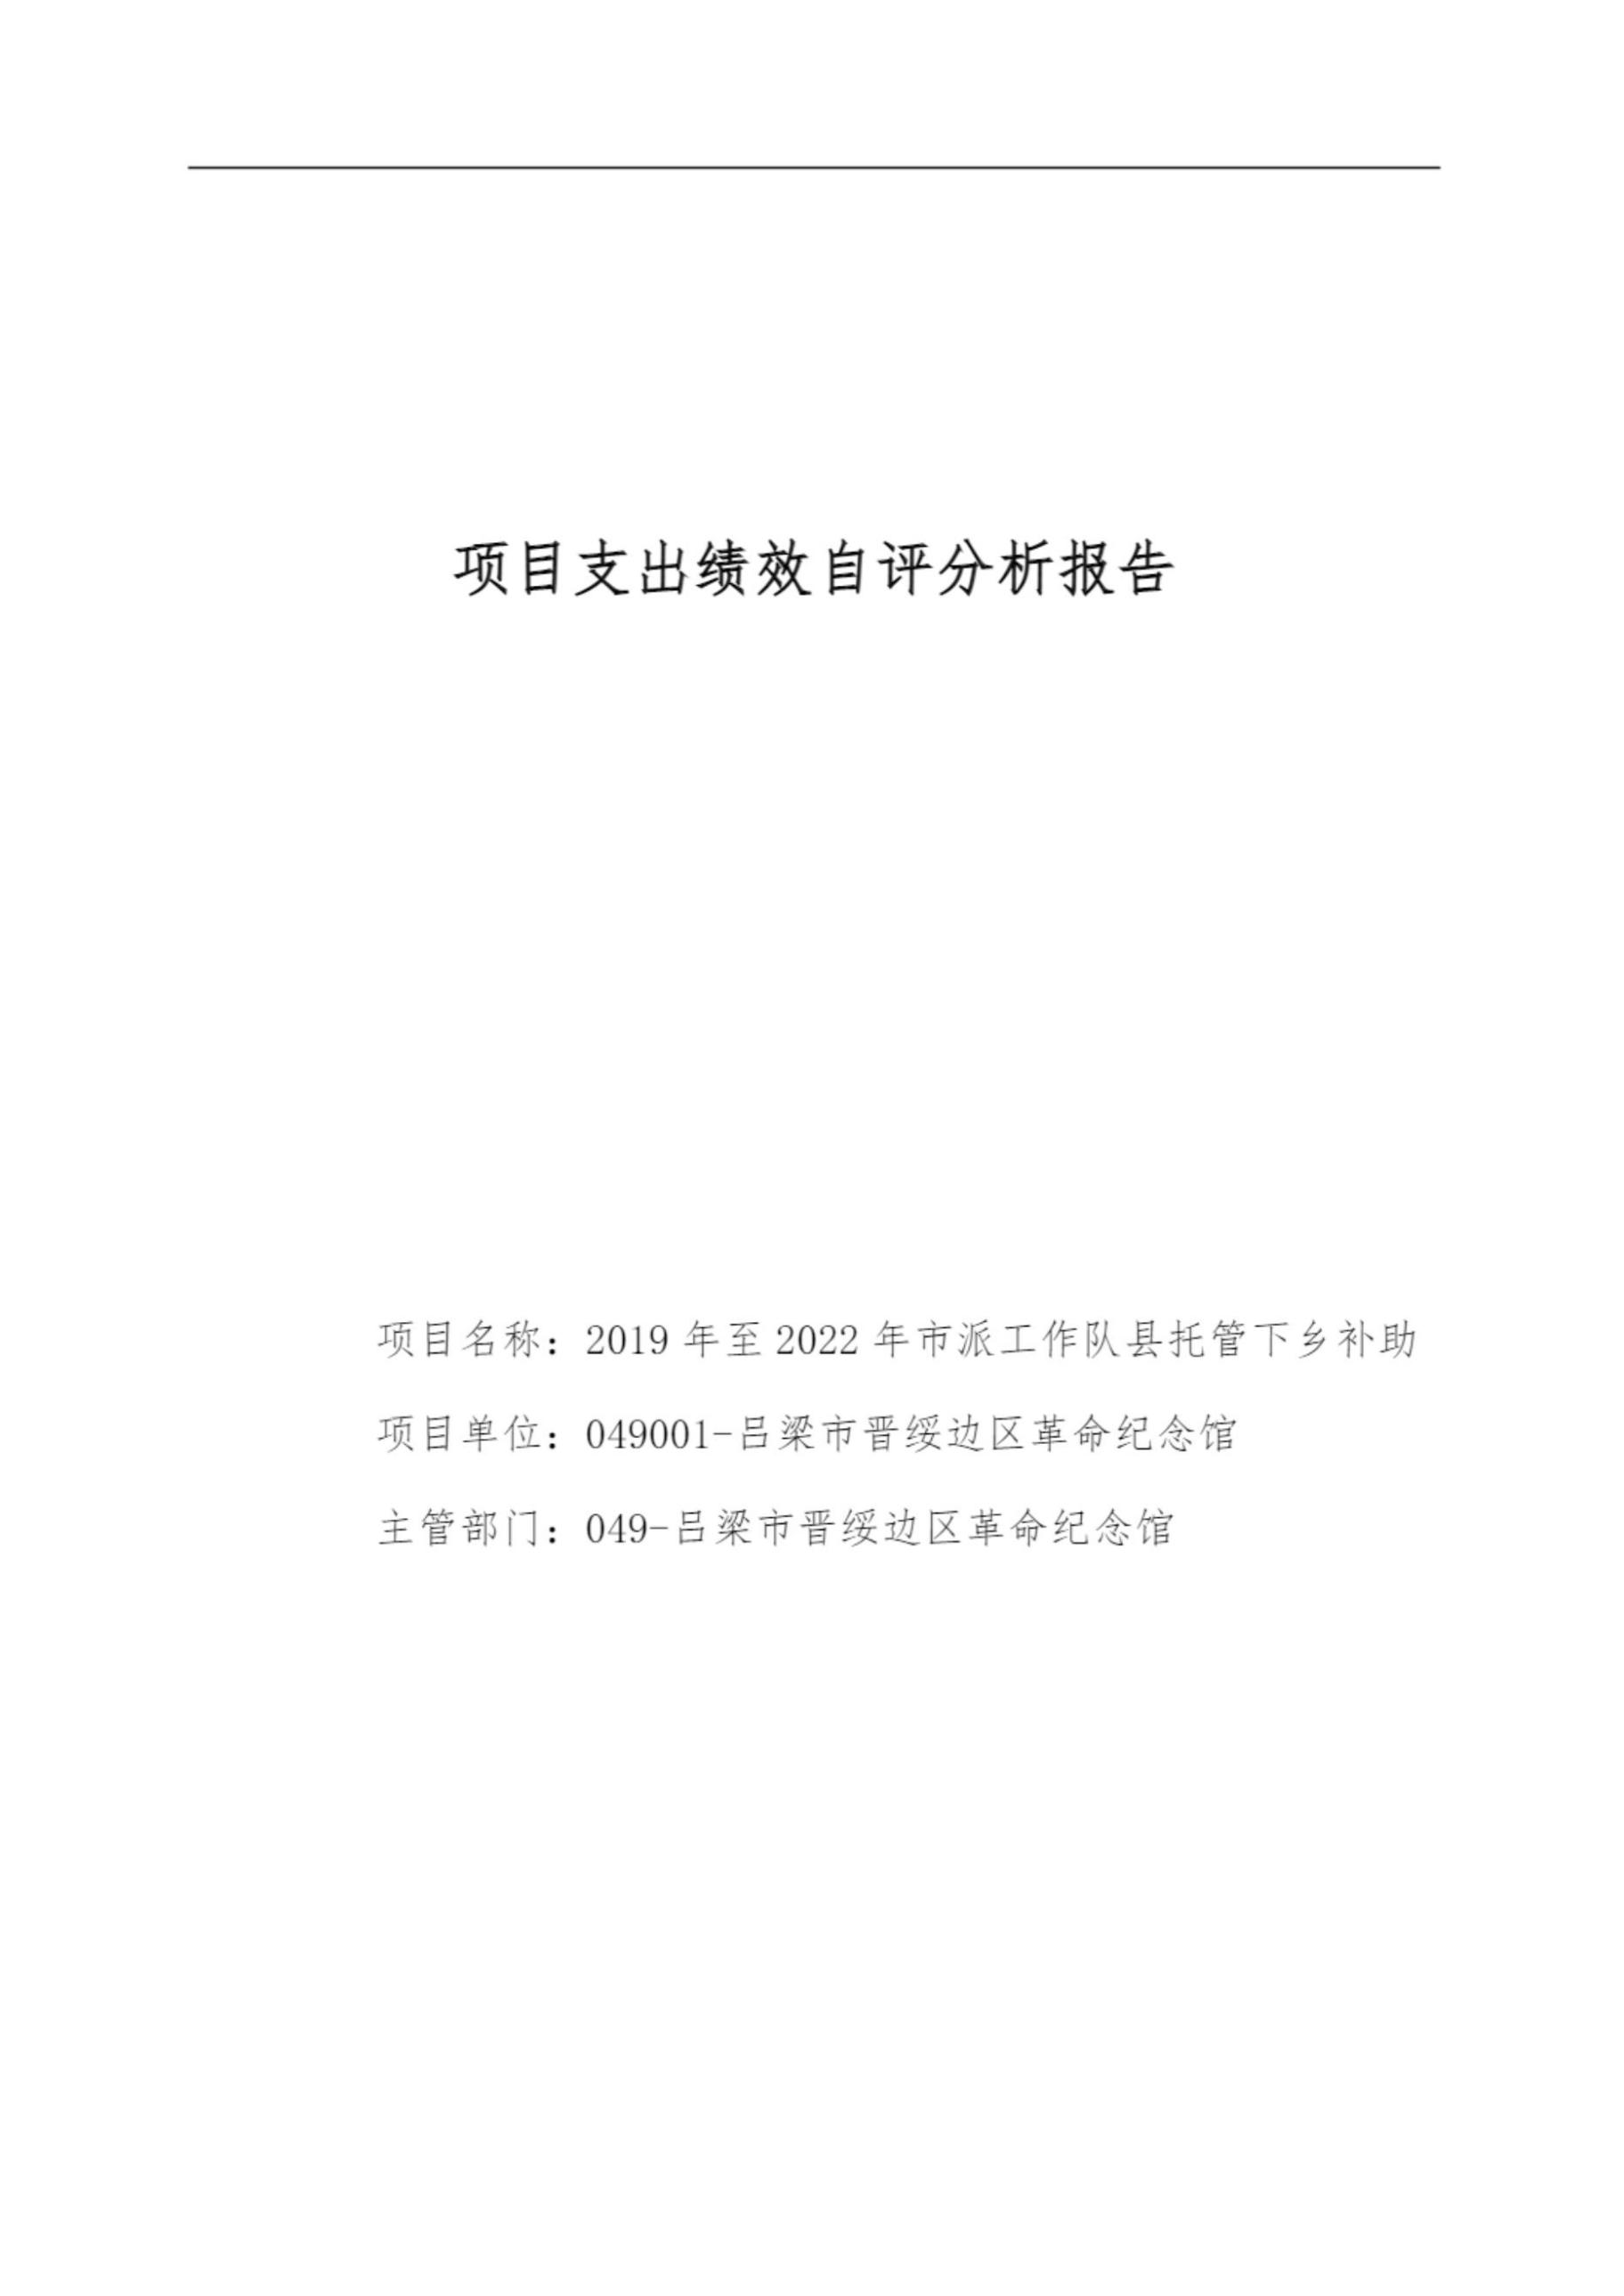 项目支出绩效自评分析报告
项目名称：2019 年至 2022 年市派工作队县托管下乡补助
项目单位：049001-吕梁市晋绥边区革命纪念馆
主管部门：049-吕梁市晋绥边区革命纪念馆